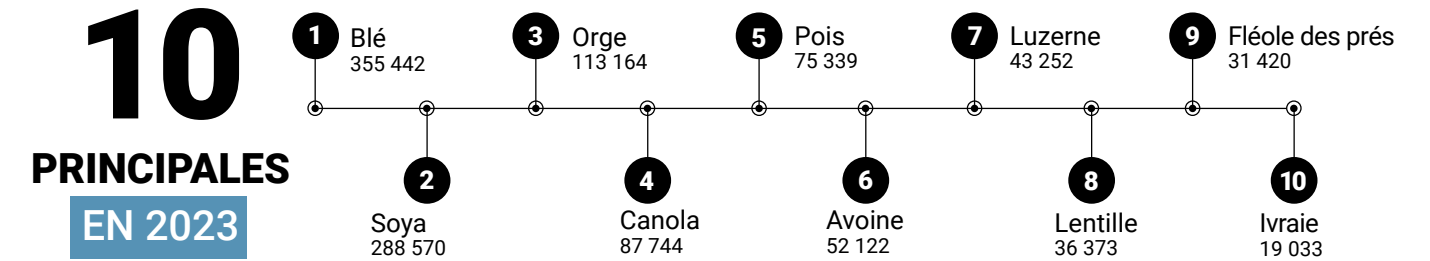 10
PRINCIPALES
EN 2023
1
Blé
355 442
2
Soya
288 570
3
Orge
113 164
4
Canola
87 744
5
Pois
75 339
6
Avoine
52 122
7
Luzerne
43 252
8
Lentille
36 373
9
Fléole des prés
31 420
10
Ivraie
19 033